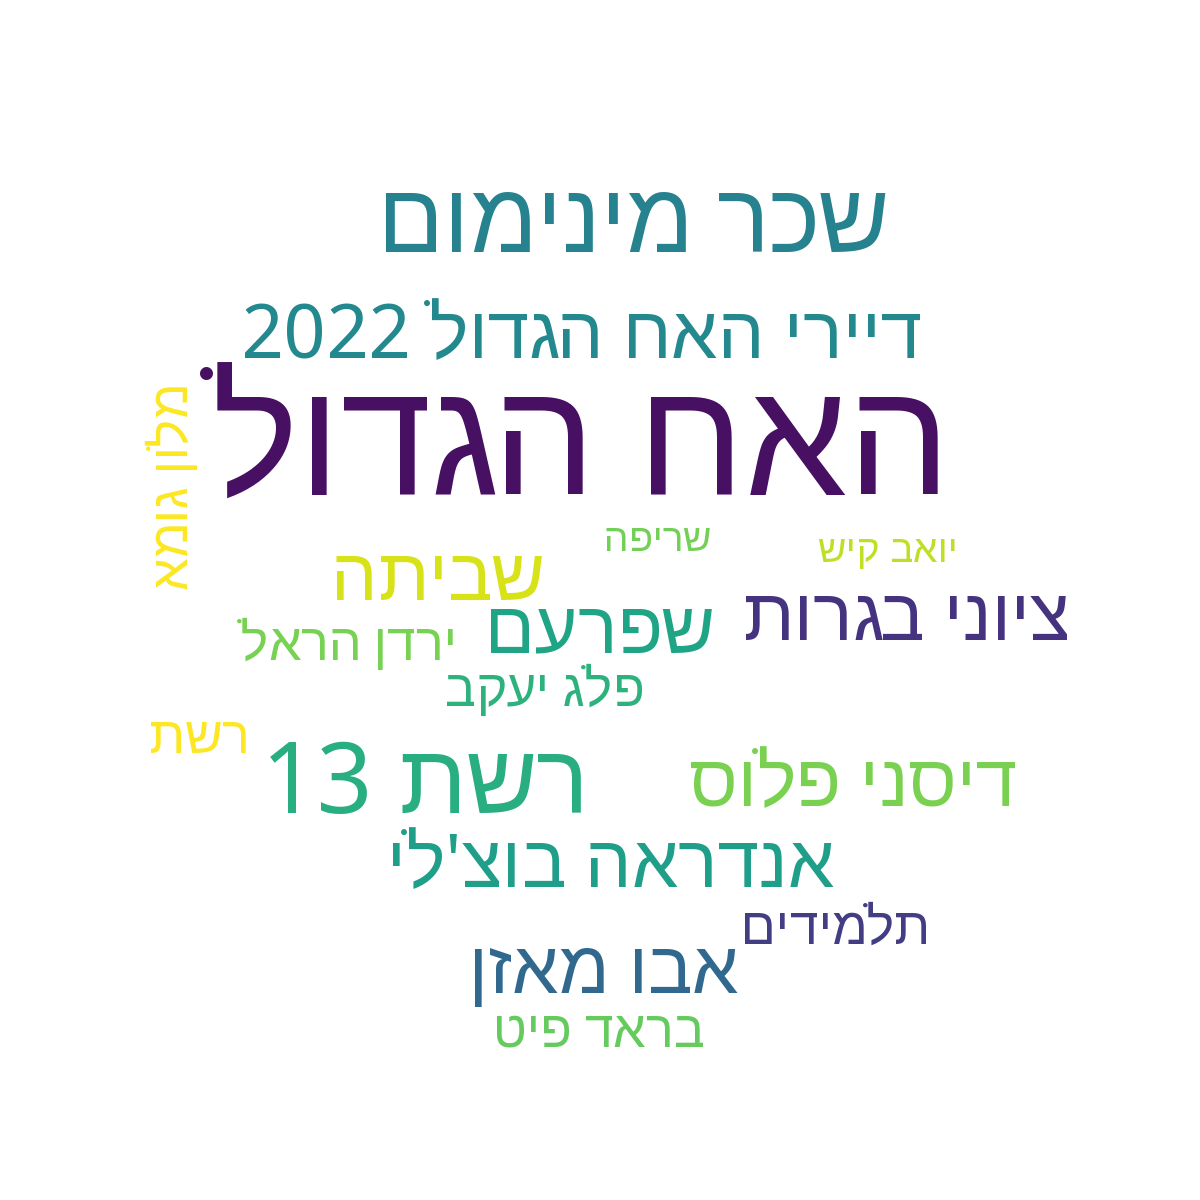 שכר מינימום
דיירי האח הגדול 2022
האח הגדול
מלון גומא
שריפה
יואב קיש
שביתה
ציוני בגרות
שפרעם
ירדן הראל
פלג יעקב
רשת
רשת 13
דיסני פלוס
אנדראה בוצ'לי
תלמידים
אבו מאזן
בראד פיט